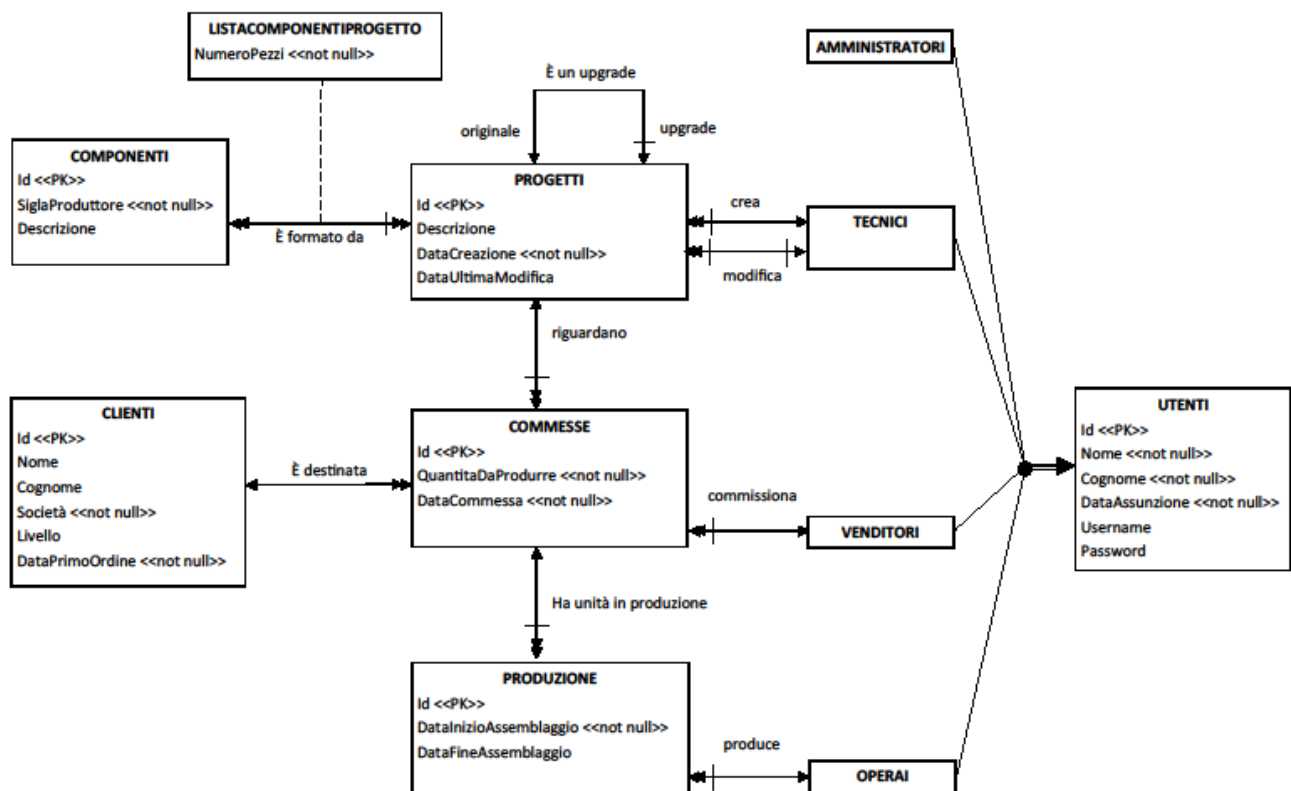 LISTACOMPONENTIPROGETTO
NumeroPezzi <<not null>>
AMMINISTRATORI
È un upgrade
originale
upgrade
COMPONENTI
Id <<PK>>
SiglaProduttore <<not null>>
Descrizione
È formato da
PROGETTI
Id <<PK>>
Descrizione
DataCreazione <<not null>>
DataUltimaModifica
crea
modifica
TECNICI
riguardano
CLIENTI
Id <<PK>>
Nome
Cognome
Società <<not null>>
Livello
DataPrimoOrdine <<not null>>
È destinata
COMMESSE
Id <<PK>>
QuantitaDaProdurre <<not null>>
DataCommessa <<not null>>
commissiona
VENDITORI
UTENTI
Id <<PK>>
Nome <<not null>>
Cognome <<not null>>
DataAssunzione <<not null>>
Username
Password
Ha unità in produzione
PRODUZIONE
Id <<PK>>
DataInizioAssemblaggio <<not null>>
DataFineAssemblaggio
produce
OPERAI